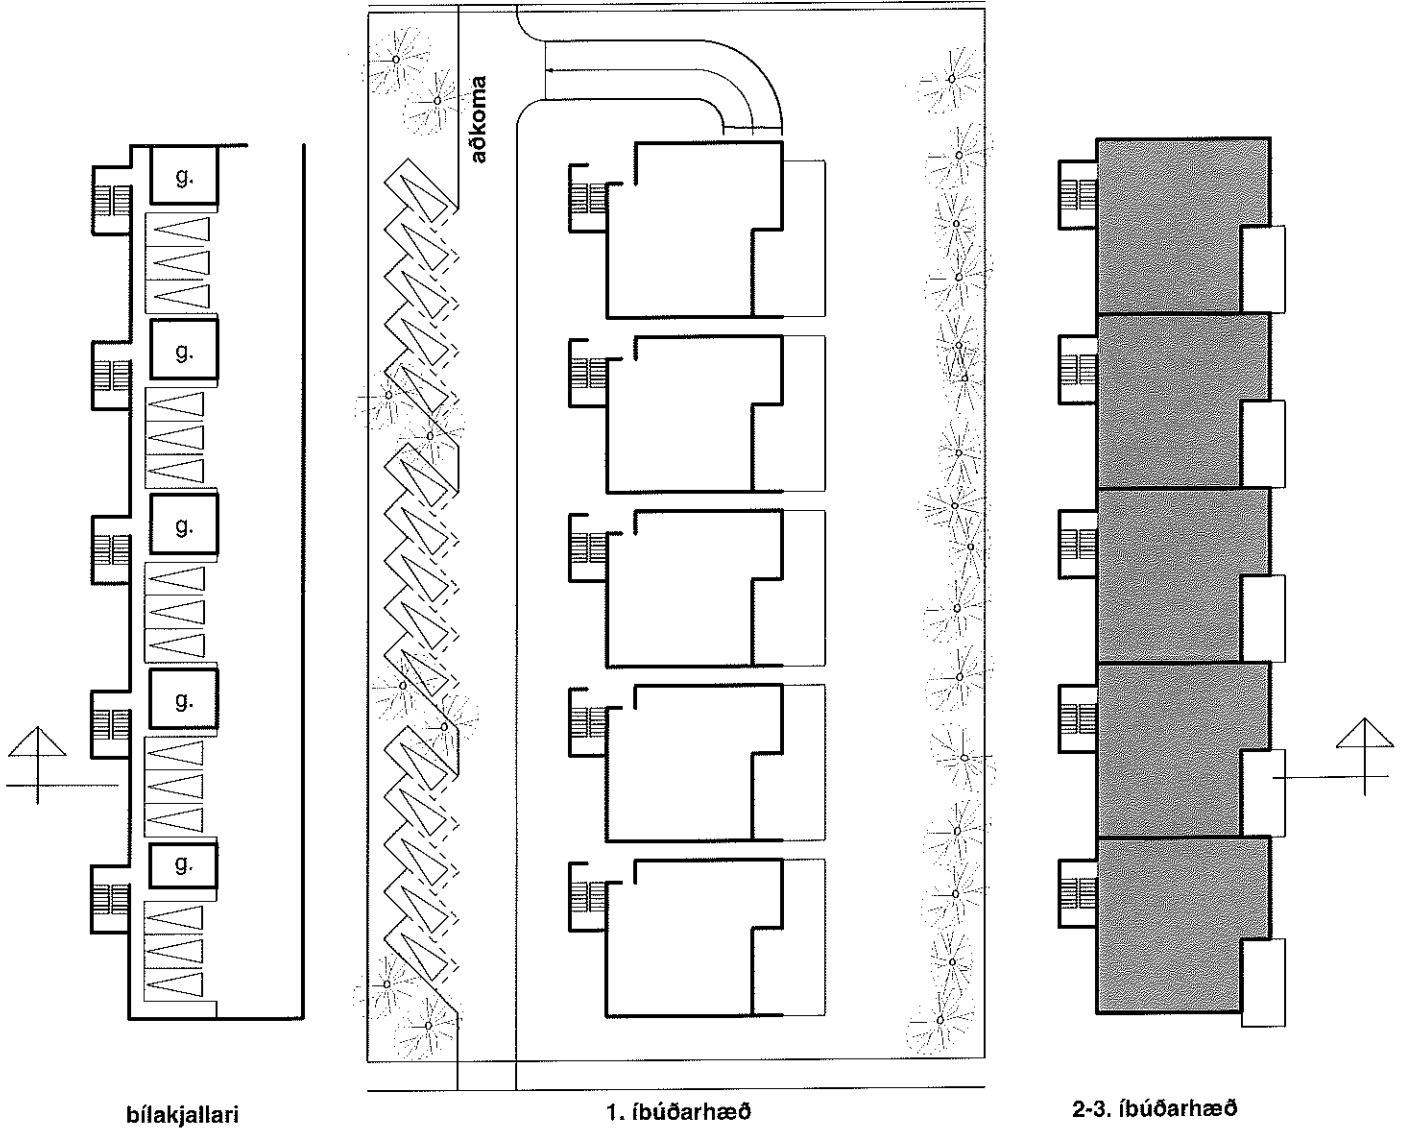 aðkoma
g.
g.
g.
g.
g.
bílakjallari
1. íbúðarhæð
2-3. íbúðarhæð